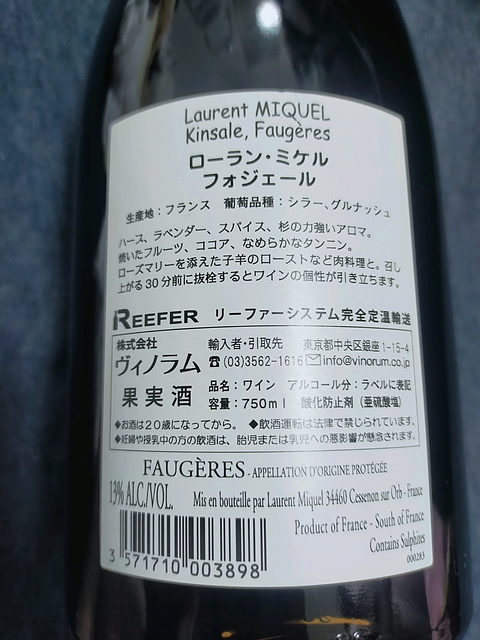 Laurent MIQUEL
Kinsale, Faugères
ローラン・ミケル
フォジェール
生産地：フランス　葡萄品種：シラー、グルナッシュ
ハース、ラベンダー、スパイス、杉の力強いアロマ。
焼いたフルーツ、ココア、なめらかなタンニン。
ローズマリーを添えた子羊のローストなど肉料理と。召し
上がる30分前に抜栓するとワインの個性が引き立ちます。
REEFER リーファーシステム完全定温輸送
株式会社
ヴィノラム
果実酒
輸入者・引取先　東京都中央区銀座1-15-4
☎(03)3562-1616 ✉info@vinorum.co.jp
品名：ワイン　アルコール分：ラベルに表記
容量：750ml　酸化防止剤（亜硫酸塩）
◆お酒は20歳になってから。◆飲酒運転は法律で禁じられています。
◆妊婦や授乳中の方の飲酒は、胎児または乳児への悪影響が懸念されます。
FAUGÈRES - APPELLATION D'ORIGINE PROTÉGÉE
13% ALC./VOL.
Mis en bouteille par Laurent Miquel 34460 Cessenon sur Orb - France
Product of France - South of France
Contains Sulphites
000283
3 571710 003898